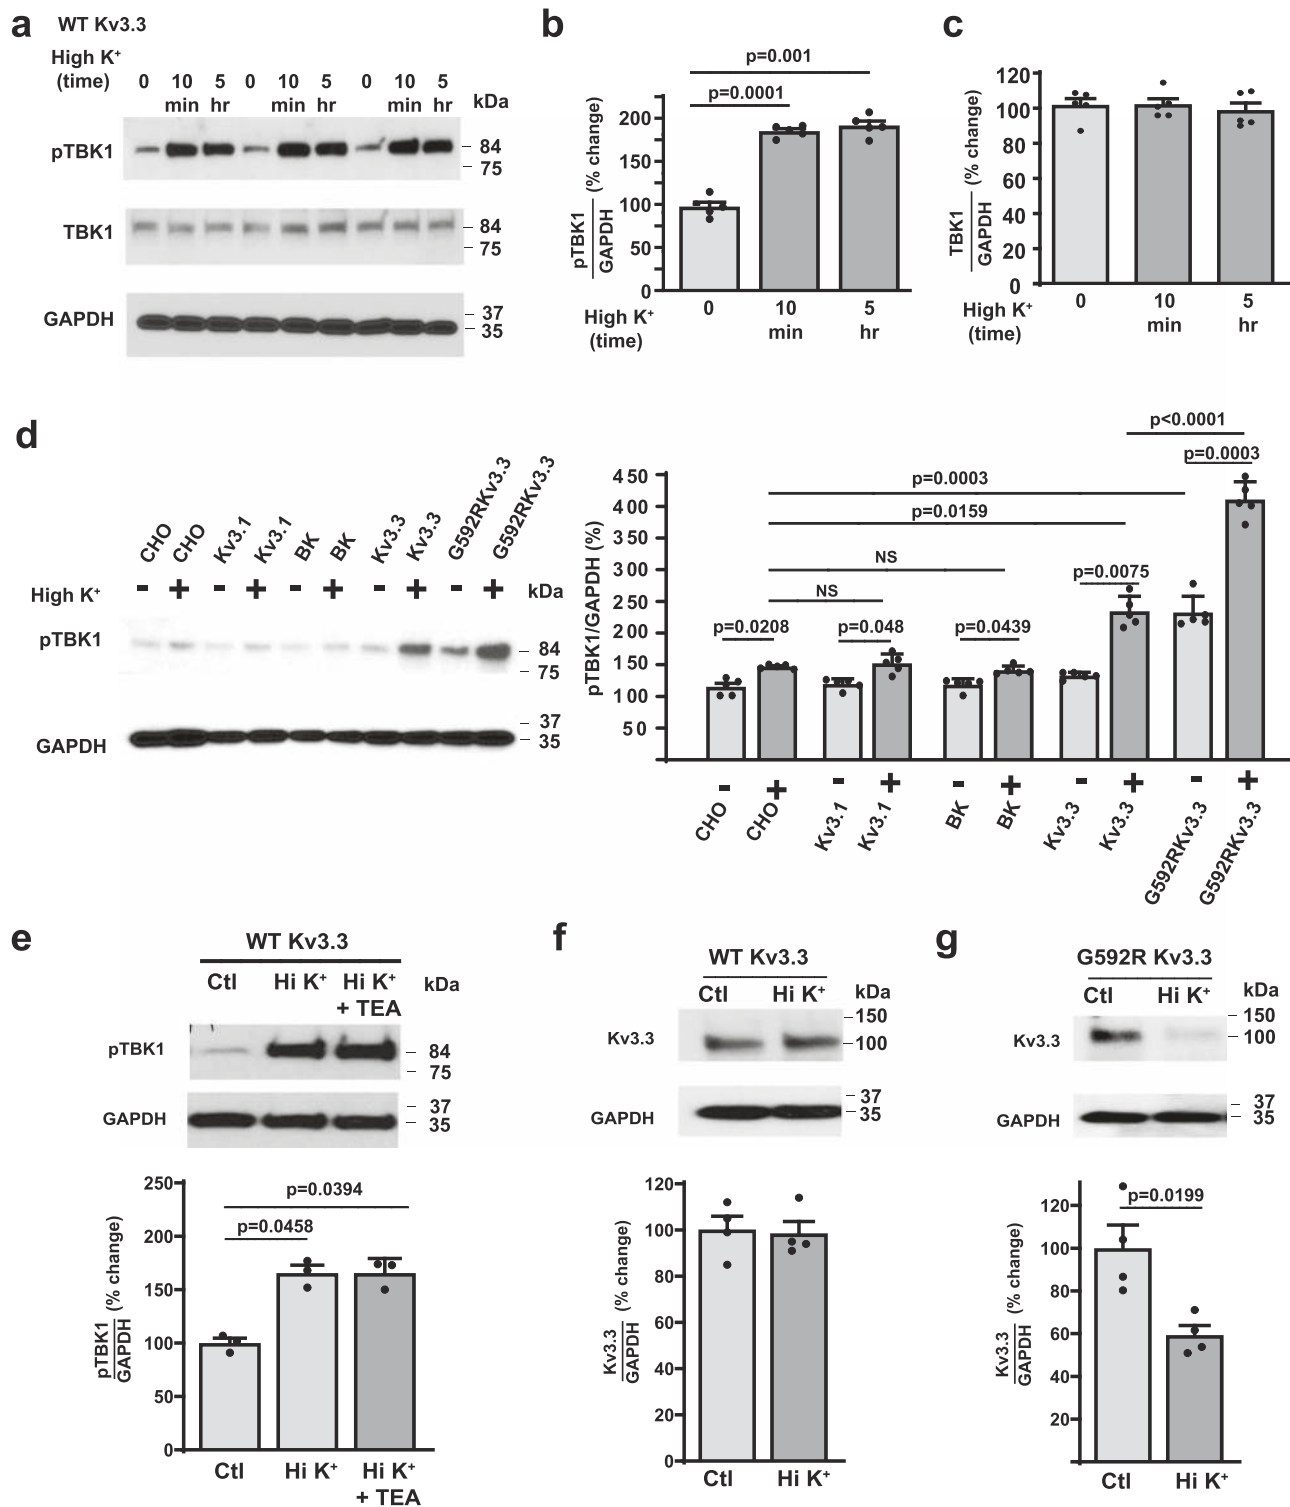 a
WT Kv3.3
High K⁺
(time)
0 10 5 0 10 5 0 10 5
min hr min hr min hr
kDa
pTBK1
84
75
TBK1
84
75
GAPDH
37
35
b
p=0.001
p=0.0001
pTBK1
GAPDH
(% change)
200
150
100
50
0
High K⁺
(time)
0 10 5
min hr
c
TBK1
GAPDH
(% change)
120
100
80
60
40
20
0
High K⁺
(time)
0 10 5
min hr
d
CHO CHO Kv3.1 Kv3.1 BK BK Kv3.3 Kv3.3 G592RKv3.3 G592RKv3.3
High K⁺ - + - + - + - + - + kDa
pTBK1
84
75
GAPDH
37
35
pTBK1/GAPDH (%)
450
400
350
300
250
200
150
100
50
p<0.0001
p=0.0003
p=0.0003
p=0.0159
NS
NS
p=0.0075
p=0.0208 p=0.048 p=0.0439
- + - + - + - + - +
CHO CHO Kv3.1 Kv3.1 BK BK Kv3.3 Kv3.3 G592RKv3.3 G592RKv3.3
e
WT Kv3.3
Ctl Hi K⁺ Hi K⁺
+ TEA
kDa
pTBK1
84
75
GAPDH
37
35
pTBK1
GAPDH
(% change)
250
200
150
100
50
0
p=0.0394
p=0.0458
Ctl Hi K⁺ Hi K⁺
+ TEA
f
WT Kv3.3
Ctl Hi K⁺
kDa
150
Kv3.3
100
GAPDH
37
35
Kv3.3
GAPDH
(% change)
120
100
80
60
40
20
0
Ctl Hi K⁺
g
G592R Kv3.3
Ctl Hi K⁺
kDa
150
Kv3.3
100
GAPDH
37
35
Kv3.3
GAPDH
(% change)
120
100
80
60
40
20
p=0.0199
Ctl Hi K⁺